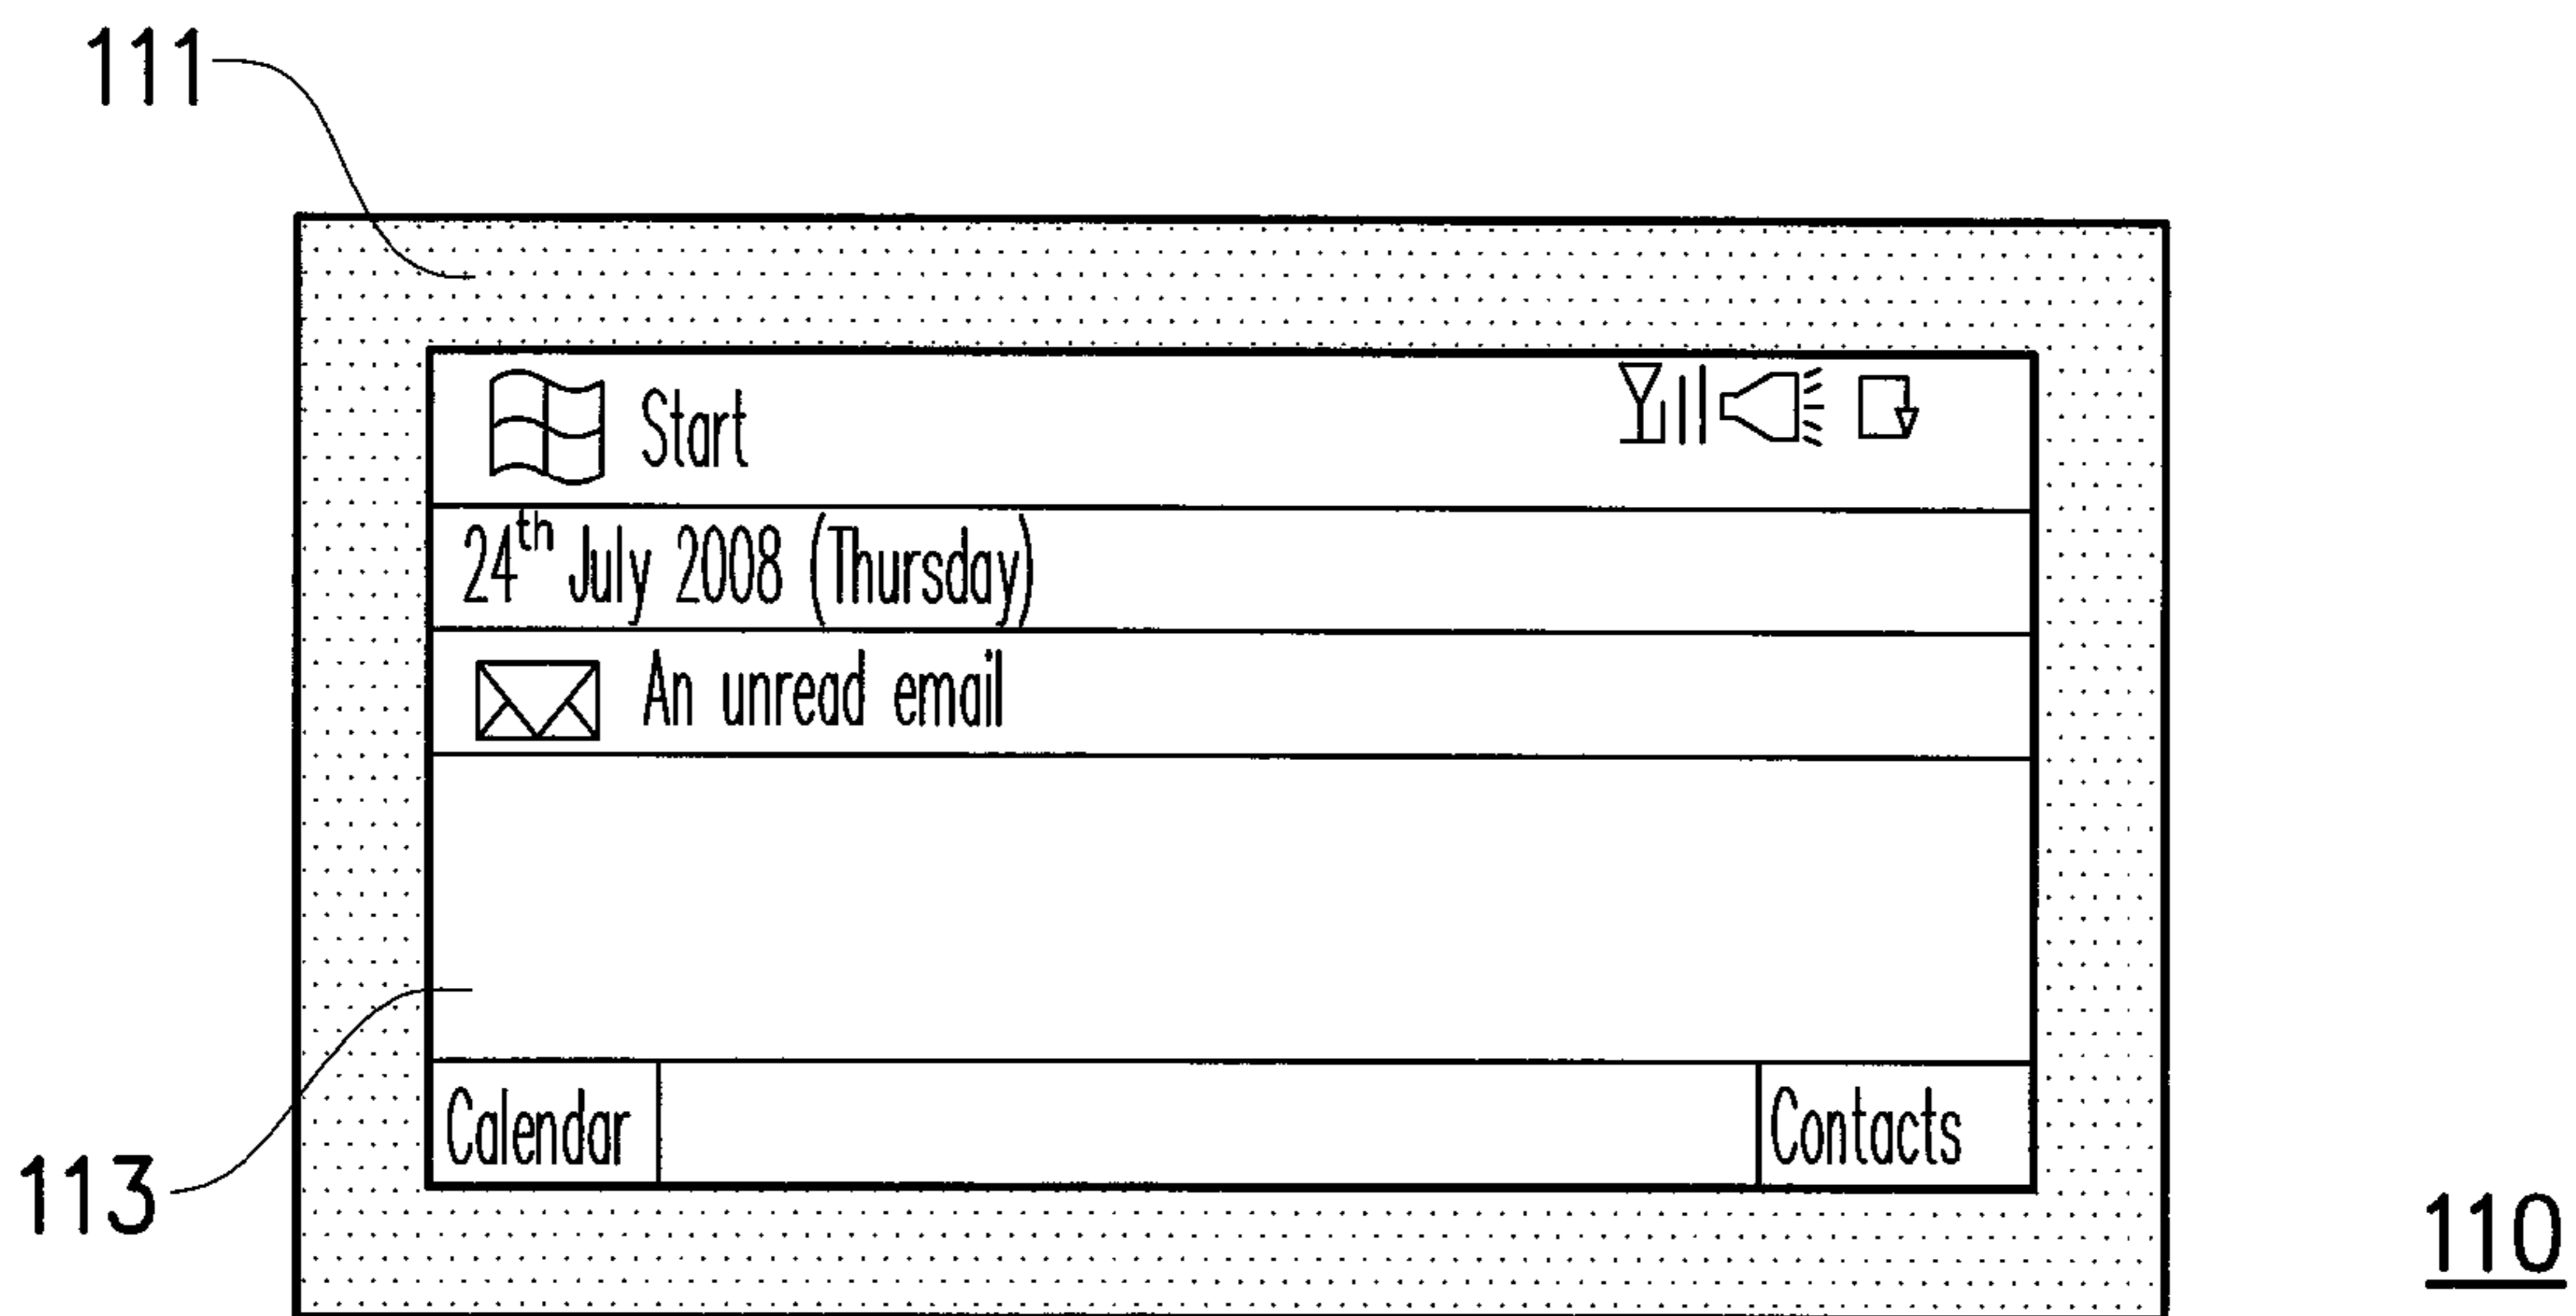 111
Start
24th July 2008 (Thursday)
An unread email
113
Calendar
Contacts
110